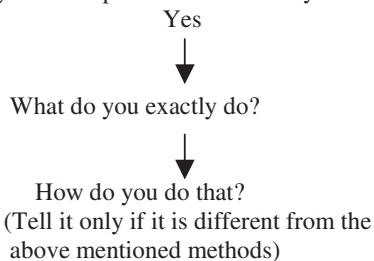 Yes
What do you exactly do?
How do you do that?
(Tell it only if it is different from the
above mentioned methods)